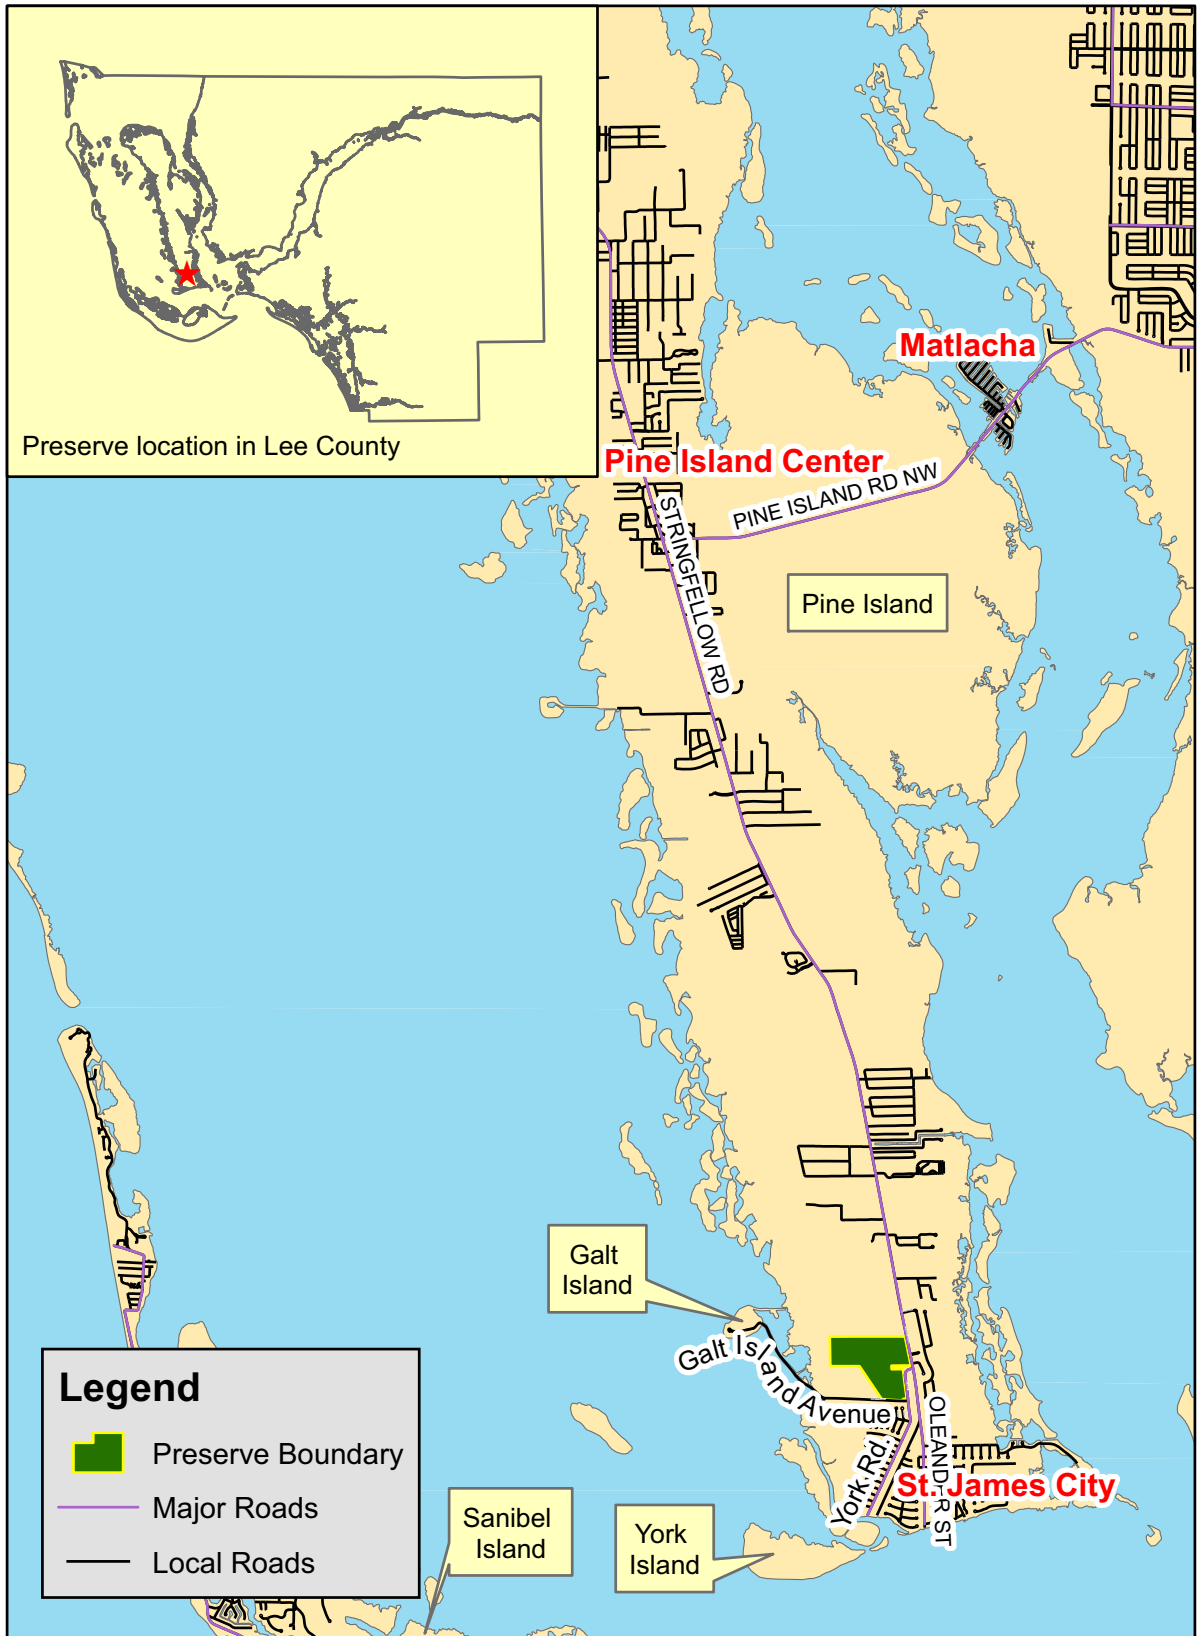 Preserve location in Lee County
Matlacha
Pine Island Center
PINE ISLAND RD NW
STRINGFELLOW RD
Pine Island
Galt
Island
Galt Island Avenue
York Rd.
OLEANDER ST
St. James City
Legend
Preserve Boundary
Major Roads
Local Roads
Sanibel
Island
York
Island